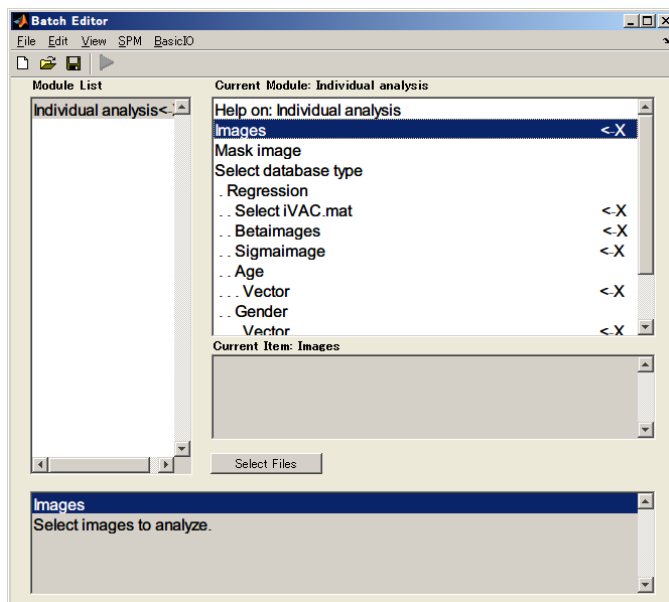 Batch Editor
File Edit View SPM BasicIO
Module List
Individual analysis<-X
Current Module: Individual analysis
Help on: Individual analysis
Images <-X
Mask image
Select database type
. Regression
. . Select iVAC.mat <-X
. . Betaimages <-X
. . Sigmaimage <-X
. . Age
. . . Vector <-X
. . Gender
Vector <-X
Current Item: Images
Select Files
Images
Select images to analyze.